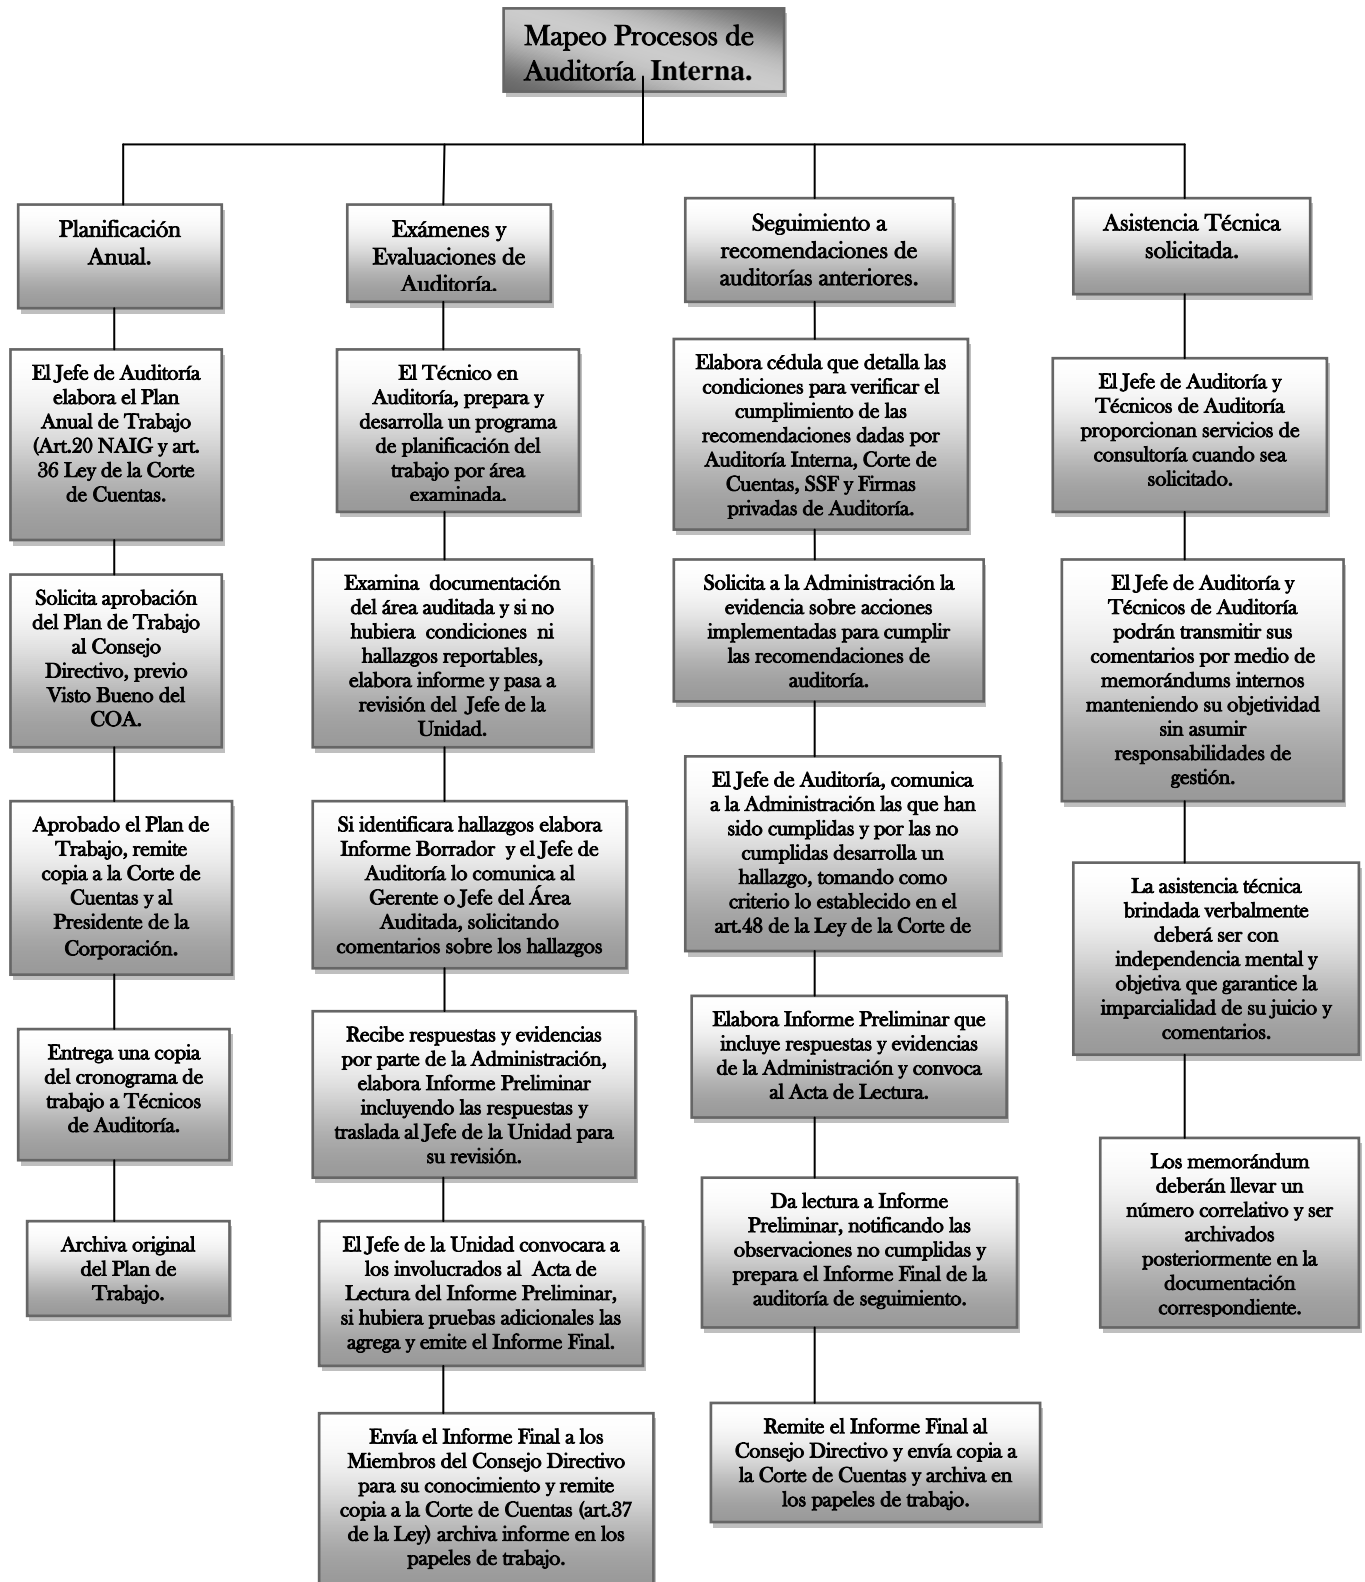 Mapeo Procesos de
Auditoría Interna.
Planificación
Anual.
El Jefe de Auditoría
elabora el Plan
Anual de Trabajo
(Art.20 NAIG y art.
36 Ley de la Corte
de Cuentas.
Solicita aprobación
del Plan de Trabajo
al Consejo
Directivo, previo
Visto Bueno del
COA.
Aprobado el Plan de
Trabajo, remite
copia a la Corte de
Cuentas y al
Presidente de la
Corporación.
Entrega una copia
del cronograma de
trabajo a Técnicos
de Auditoría.
Archiva original
del Plan de
Trabajo.
Exámenes y
Evaluaciones de
Auditoría.
El Técnico en
Auditoría, prepara y
desarrolla un programa
de planificación del
trabajo por área
examinada.
Examina documentación
del área auditada y si no
hubiera condiciones ni
hallazgos reportables,
elabora informe y pasa a
revisión del Jefe de la
Unidad.
Si identificara hallazgos elabora
Informe Borrador y el Jefe de
Auditoría lo comunica al
Gerente o Jefe del Área
Auditada, solicitando
comentarios sobre los hallazgos
Recibe respuestas y evidencias
por parte de la Administración,
elabora Informe Preliminar
incluyendo las respuestas y
traslada al Jefe de la Unidad para
su revisión.
El Jefe de la Unidad convocara a
los involucrados al Acta de
Lectura del Informe Preliminar,
si hubiera pruebas adicionales las
agrega y emite el Informe Final.
Envía el Informe Final a los
Miembros del Consejo Directivo
para su conocimiento y remite
copia a la Corte de Cuentas (art.37
de la Ley) archiva informe en los
papeles de trabajo.
Seguimiento a
recomendaciones de
auditorías anteriores.
Elabora cédula que detalla las
condiciones para verificar el
cumplimiento de las
recomendaciones dadas por
Auditoría Interna, Corte de
Cuentas, SSF y Firmas
privadas de Auditoría.
Solicita a la Administración la
evidencia sobre acciones
implementadas para cumplir
las recomendaciones de
auditoría.
El Jefe de Auditoría, comunica
a la Administración las que han
sido cumplidas y por las no
cumplidas desarrolla un
hallazgo, tomando como
criterio lo establecido en el
art.48 de la Ley de la Corte de
Elabora Informe Preliminar que
incluye respuestas y evidencias
de la Administración y convoca
al Acta de Lectura.
Da lectura a Informe
Preliminar, notificando las
observaciones no cumplidas y
prepara el Informe Final de la
auditoría de seguimiento.
Remite el Informe Final al
Consejo Directivo y envía copia a
la Corte de Cuentas y archiva en
los papeles de trabajo.
Asistencia Técnica
solicitada.
El Jefe de Auditoría y
Técnicos de Auditoría
proporcionan servicios de
consultoría cuando sea
solicitado.
El Jefe de Auditoría y
Técnicos de Auditoría
podrán transmitir sus
comentarios por medio de
memorándums internos
manteniendo su objetividad
sin asumir
responsabilidades de
gestión.
La asistencia técnica
brindada verbalmente
deberá ser con
independencia mental y
objetiva que garantice la
imparcialidad de su juicio y
comentarios.
Los memorándum
deberán llevar un
número correlativo y ser
archivados
posteriormente en la
documentación
correspondiente.